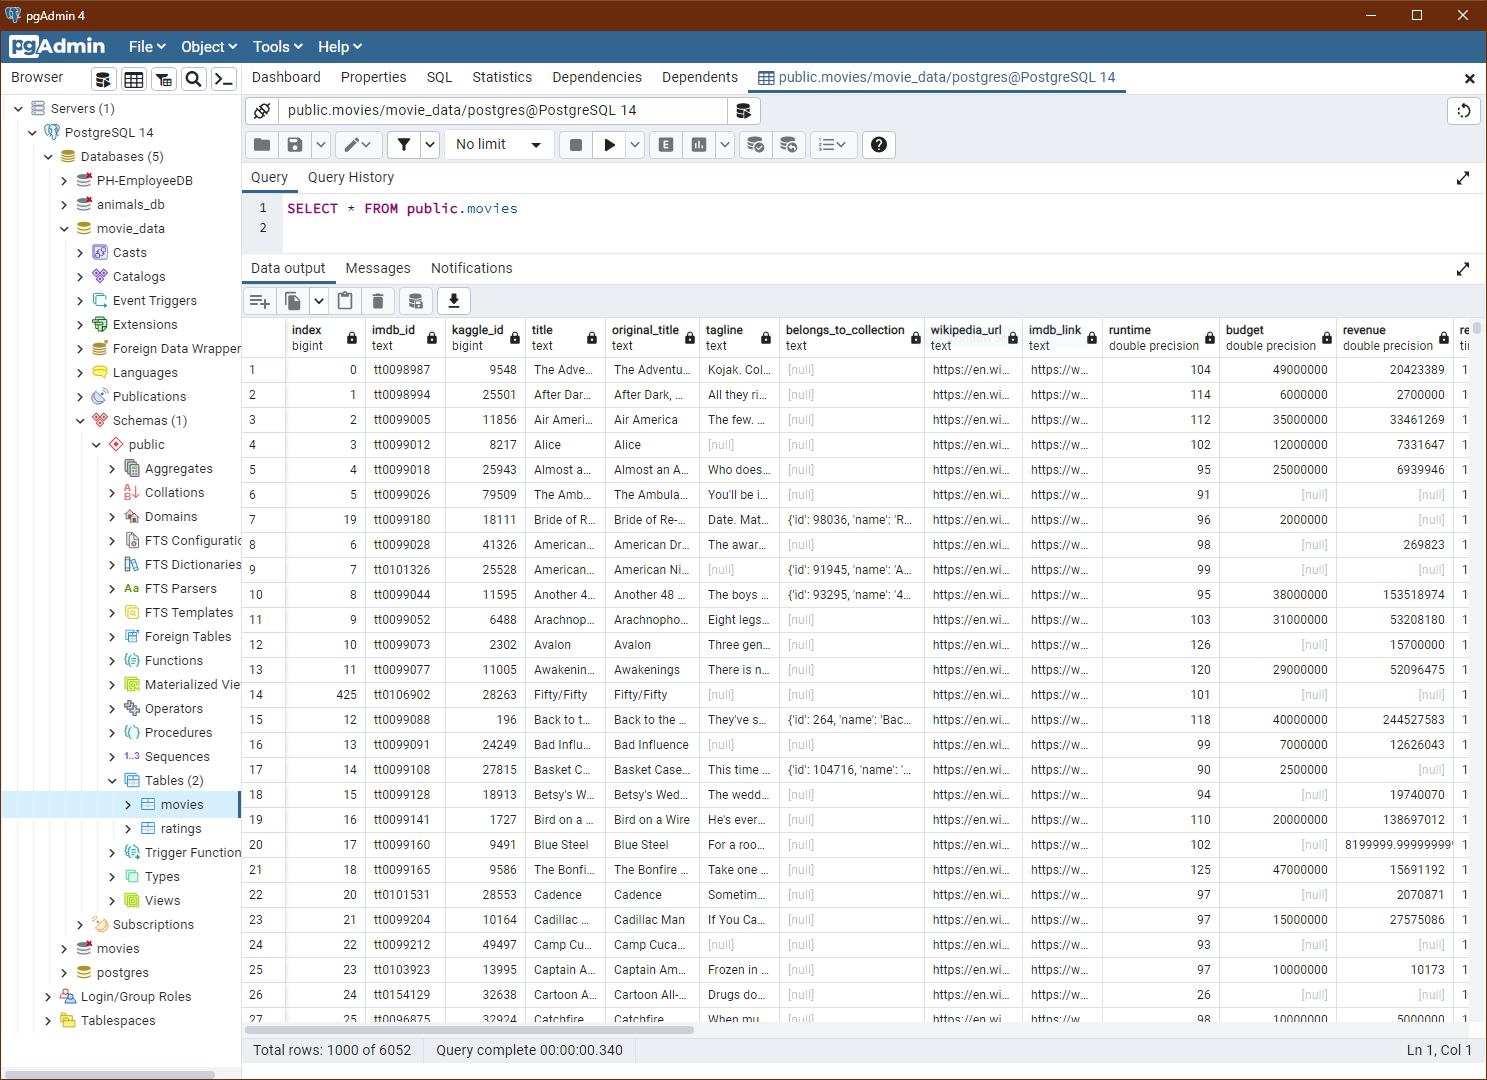 pgAdmin 4
pgAdmin File Object Tools Help
Browser Dashboard Properties SQL Statistics Dependencies Dependents public.movies/movie_data/postgres@PostgreSQL 14
Servers (1)
PostgreSQL 14
Databases (5)
PH-EmployeeDB
animals_db
movie_data
Casts
Catalogs
Event Triggers
Extensions
Foreign Data Wrapper
Languages
Publications
Schemas (1)
public
Aggregates
Collations
Domains
FTS Configuratic
FTS Dictionaries
Aa FTS Parsers
FTS Templates
Foreign Tables
Functions
Materialized Vie
Operators
Procedures
1..3 Sequences
Tables (2)
movies
ratings
Trigger Function
Types
Views
Subscriptions
movies
postgres
Login/Group Roles
Tablespaces
public.movies/movie_data/postgres@PostgreSQL 14
No limit E
Query Query History
1 SELECT * FROM public.movies
2
Data output Messages Notifications
index imdb_id kaggle_id title original_title tagline belongs_to_collection wikipedia_url imdb_link runtime budget revenue re
bigint text bigint text text text text text text double precision double precision double precision tir
1 0 tt0098987 9548 The Adve... The Adventu... Kojak. Col... [null] https://en.wi... https://w... 104 49000000 20423389 1
2 1 tt0098994 25501 After Dar... After Dark, ... All they ri... [null] https://en.wi... https://w... 114 6000000 2700000 1
3 2 tt0099005 11856 Air Ameri... Air America The few. ... [null] https://en.wi... https://w... 112 35000000 33461269 1
4 3 tt0099012 8217 Alice Alice [null] [null] https://en.wi... https://w... 102 12000000 7331647 1
5 4 tt0099018 25943 Almost a... Almost an A... Who does... [null] https://en.wi... https://w... 95 25000000 6939946 1
6 5 tt0099026 79509 The Amb... The Ambula... You'll be i... [null] https://en.wi... https://w... 91 [null] [null] 1
7 19 tt0099180 18111 Bride of R... Bride of Re-... Date. Mat... {'id': 98036, 'name': 'R... https://en.wi... https://w... 96 2000000 [null] 1
8 6 tt0099028 41326 American... American Dr... The awar... [null] https://en.wi... https://w... 98 [null] 269823 1
9 7 tt0101326 25528 American... American Ni... [null] {'id': 91945, 'name': 'A... https://en.wi... https://w... 99 [null] [null] 1
10 8 tt0099044 11595 Another 4... Another 48 ... The boys ... {'id': 93295, 'name': '4... https://en.wi... https://w... 95 38000000 153518974 1
11 9 tt0099052 6488 Arachnop... Arachnopho... Eight legs... [null] https://en.wi... https://w... 103 31000000 53208180 1
12 10 tt0099073 2302 Avalon Avalon Three gen... [null] https://en.wi... https://w... 126 [null] 15700000 1
13 11 tt0099077 11005 Awakenin... Awakenings There is n... [null] https://en.wi... https://w... 120 29000000 52096475 1
14 425 tt0106902 28263 Fifty/Fifty Fifty/Fifty [null] [null] https://en.wi... https://w... 101 [null] [null] 1
15 12 tt0099088 196 Back to t... Back to the ... They've s... {'id': 264, 'name': 'Bac... https://en.wi... https://w... 118 40000000 244527583 1
16 13 tt0099091 24249 Bad Influ... Bad Influence [null] [null] https://en.wi... https://w... 99 7000000 12626043 1
17 14 tt0099108 27815 Basket C... Basket Case... This time ... {'id': 104716, 'name': '... https://en.wi... https://w... 90 2500000 [null] 1
18 15 tt0099128 18913 Betsy's W... Betsy's Wed... The wedd... [null] https://en.wi... https://w... 94 [null] 19740070 1
19 16 tt0099141 1727 Bird on a ... Bird on a Wire He's ever... [null] https://en.wi... https://w... 110 20000000 138697012 1
20 17 tt0099160 9491 Blue Steel Blue Steel For a roo... [null] https://en.wi... https://w... 102 [null] 8199999.999999999 1
21 18 tt0099165 9586 The Bonfi... The Bonfire ... Take one ... [null] https://en.wi... https://w... 125 47000000 15691192 1
22 20 tt0101531 28553 Cadence Cadence Sometim... [null] https://en.wi... https://w... 97 [null] 2070871 1
23 21 tt0099204 10164 Cadillac ... Cadillac Man If You Ca... [null] https://en.wi... https://w... 97 15000000 27575086 1
24 22 tt0099212 49497 Camp Cu... Camp Cuca... [null] [null] https://en.wi... https://w... 93 [null] [null] 1
25 23 tt0103923 13995 Captain A... Captain Am... Frozen in ... [null] https://en.wi... https://w... 97 10000000 10173 1
26 24 tt0154129 32638 Cartoon A... Cartoon All-... Drugs do... [null] https://en.wi... https://w... 26 [null] [null] 1
27 25 tt0096875 32924 Catchfire Catchfire When mu... [null] https://en.wi... https://w... 98 10000000 5000000 1
Total rows: 1000 of 6052 Query complete 00:00:00.340 Ln 1, Col 1